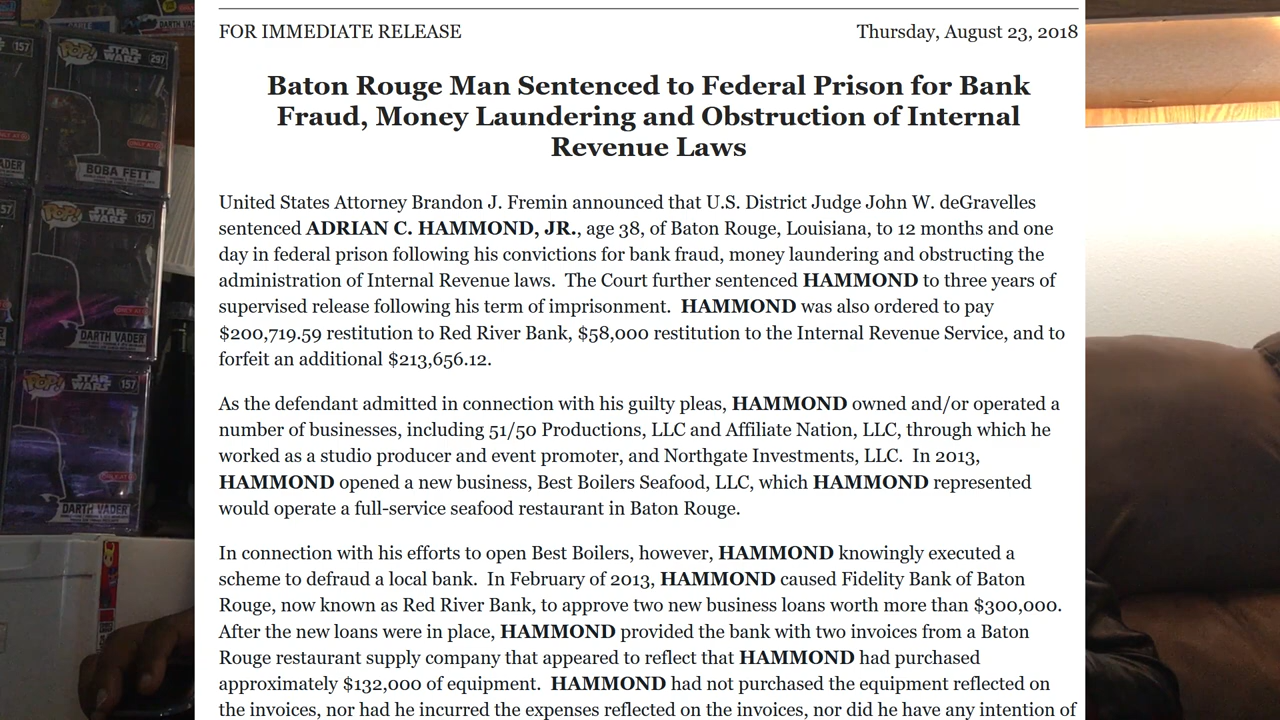 FOR IMMEDIATE RELEASE Thursday, August 23, 2018
Baton Rouge Man Sentenced to Federal Prison for Bank
Fraud, Money Laundering and Obstruction of Internal
Revenue Laws
United States Attorney Brandon J. Fremin announced that U.S. District Judge John W. deGravelles
sentenced ADRIAN C. HAMMOND, JR., age 38, of Baton Rouge, Louisiana, to 12 months and one
day in federal prison following his convictions for bank fraud, money laundering and obstructing the
administration of Internal Revenue laws. The Court further sentenced HAMMOND to three years of
supervised release following his term of imprisonment. HAMMOND was also ordered to pay
$200,719.59 restitution to Red River Bank, $58,000 restitution to the Internal Revenue Service, and to
forfeit an additional $213,656.12.
As the defendant admitted in connection with his guilty pleas, HAMMOND owned and/or operated a
number of businesses, including 51/50 Productions, LLC and Affiliate Nation, LLC, through which he
worked as a studio producer and event promoter, and Northgate Investments, LLC. In 2013,
HAMMOND opened a new business, Best Boilers Seafood, LLC, which HAMMOND represented
would operate a full-service seafood restaurant in Baton Rouge.
In connection with his efforts to open Best Boilers, however, HAMMOND knowingly executed a
scheme to defraud a local bank. In February of 2013, HAMMOND caused Fidelity Bank of Baton
Rouge, now known as Red River Bank, to approve two new business loans worth more than $300,000.
After the new loans were in place, HAMMOND provided the bank with two invoices from a Baton
Rouge restaurant supply company that appeared to reflect that HAMMOND had purchased
approximately $132,000 of equipment. HAMMOND had not purchased the equipment reflected on
the invoices, nor had he incurred the expenses reflected on the invoices, nor did he have any intention of
DARTH VADER
157
POP! STAR WARS 297
BOBA FETT
POP! STAR WARS 157
DARTH VADER
POP! STAR WARS 157
DARTH VADER